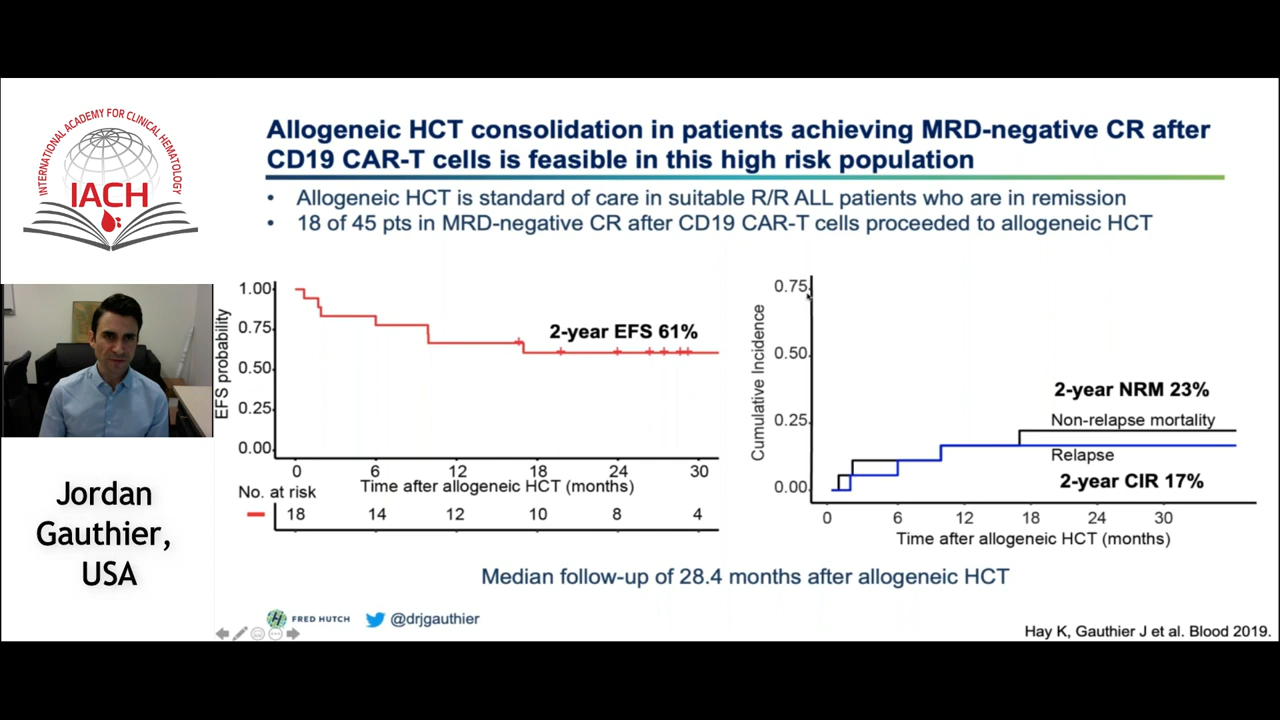 INTERNATIONAL ACADEMY FOR CLINICAL HEMATOLOGY
IACH
Jordan
Gauthier,
USA
Allogeneic HCT consolidation in patients achieving MRD-negative CR after
CD19 CAR-T cells is feasible in this high risk population
• Allogeneic HCT is standard of care in suitable R/R ALL patients who are in remission
• 18 of 45 pts in MRD-negative CR after CD19 CAR-T cells proceeded to allogeneic HCT
EFS probability
1.00
0.75
0.50
0.25
0.00
2-year EFS 61%
0 6 12 18 24 30
Time after allogeneic HCT (months)
No. at risk
18 14 12 10 8 4
Cumulative Incidence
0.75
0.50
0.25
0.00
2-year NRM 23%
Non-relapse mortality
Relapse
2-year CIR 17%
0 6 12 18 24 30
Time after allogeneic HCT (months)
Median follow-up of 28.4 months after allogeneic HCT
FRED HUTCH @drjgauthier
Hay K, Gauthier J et al. Blood 2019.